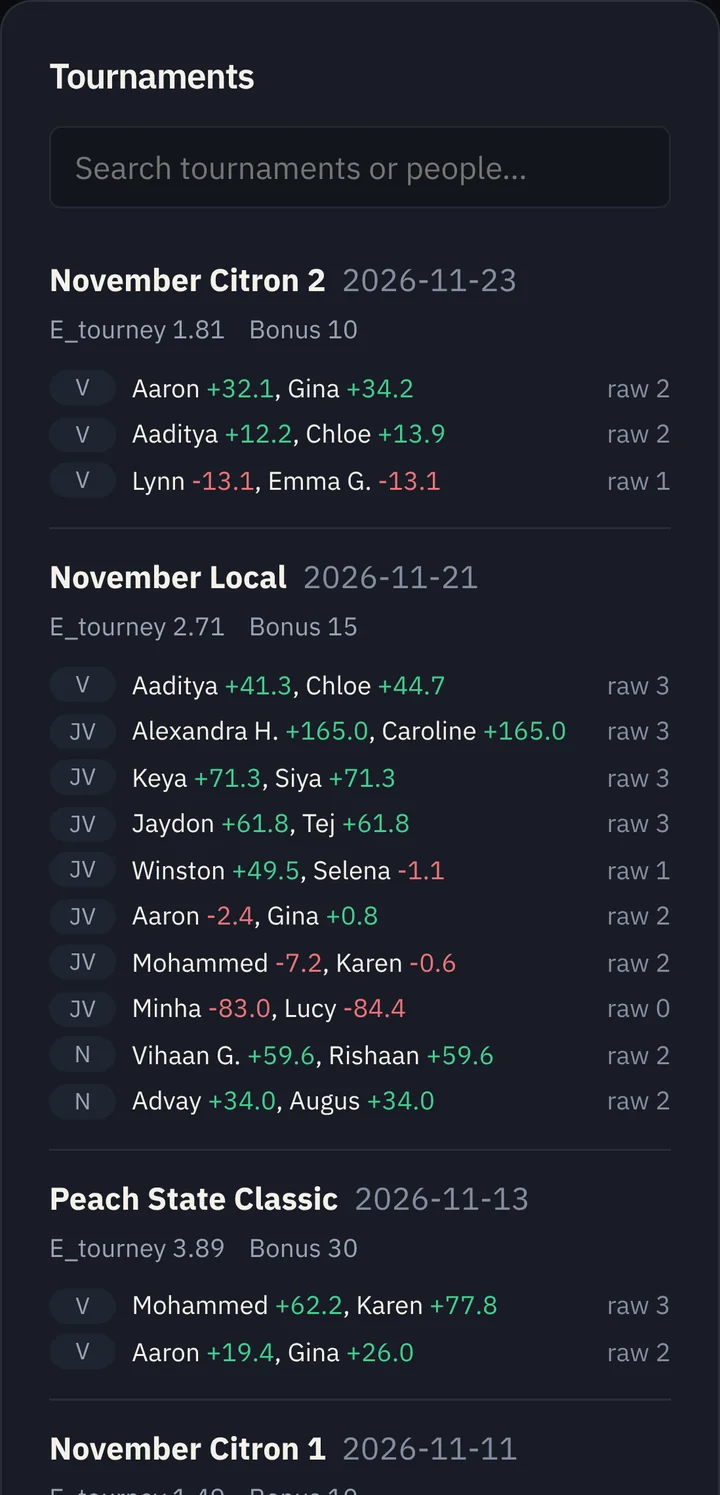 Tournaments
Search tournaments or people...
November Citron 2 2026-11-23
E_tourney 1.81 Bonus 10
V Aaron +32.1, Gina +34.2 raw 2
V Aaditya +12.2, Chloe +13.9 raw 2
V Lynn -13.1, Emma G. -13.1 raw 1
November Local 2026-11-21
E_tourney 2.71 Bonus 15
V Aaditya +41.3, Chloe +44.7 raw 3
JV Alexandra H. +165.0, Caroline +165.0 raw 3
JV Keya +71.3, Siya +71.3 raw 3
JV Jaydon +61.8, Tej +61.8 raw 3
JV Winston +49.5, Selena -1.1 raw 1
JV Aaron -2.4, Gina +0.8 raw 2
JV Mohammed -7.2, Karen -0.6 raw 2
JV Minha -83.0, Lucy -84.4 raw 0
N Vihaan G. +59.6, Rishaan +59.6 raw 2
N Advay +34.0, Augus +34.0 raw 2
Peach State Classic 2026-11-13
E_tourney 3.89 Bonus 30
V Mohammed +62.2, Karen +77.8 raw 3
V Aaron +19.4, Gina +26.0 raw 2
November Citron 1 2026-11-11
E_tourney 1.49 Bonus 10